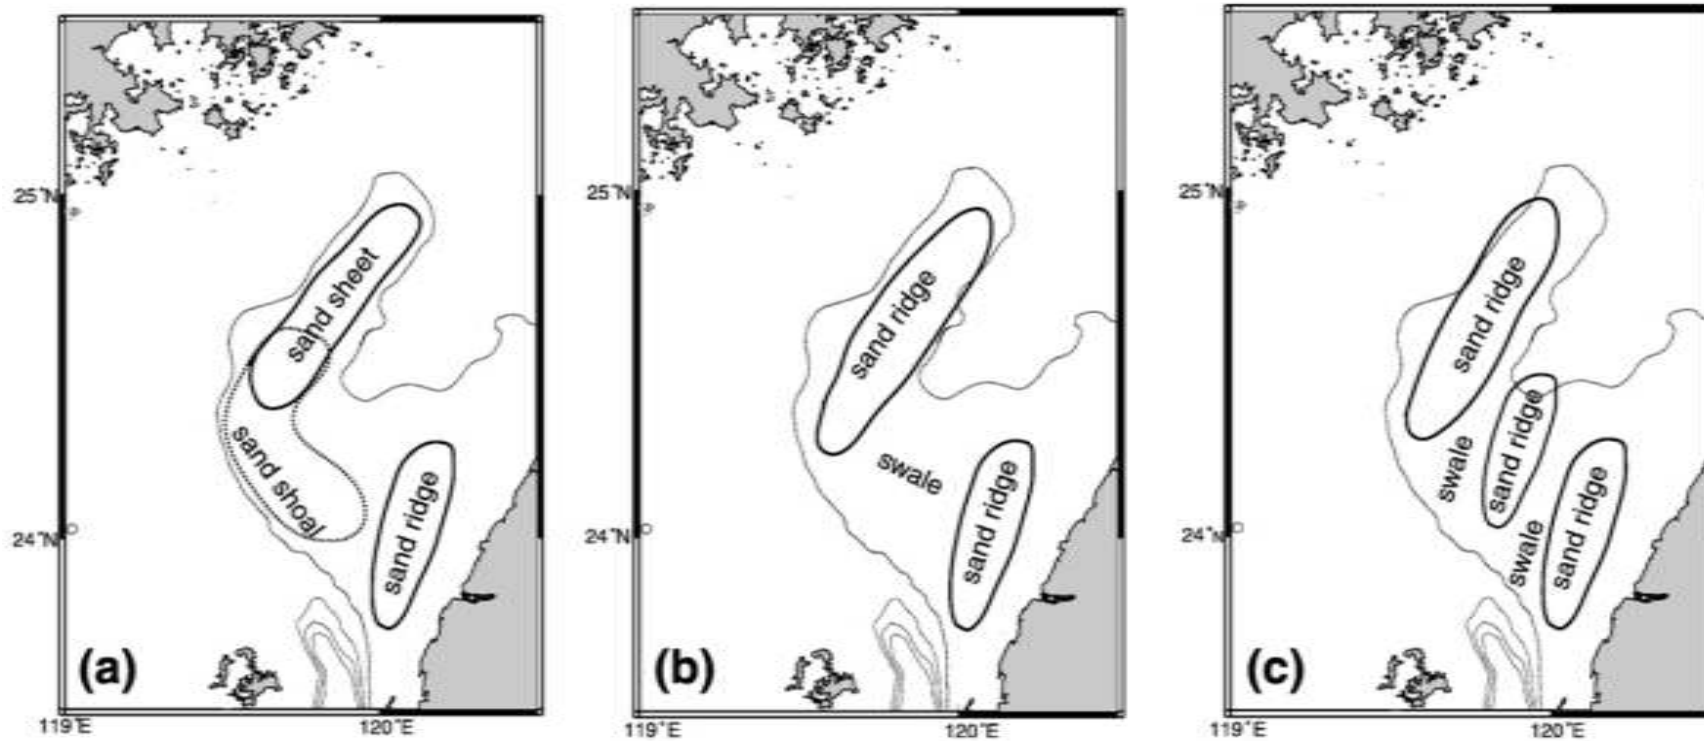 25°N
sand sheet
sand shoal
sand ridge
24°N
(a)
119°E
120°E
25°N
sand ridge
swale
sand ridge
24°N
(b)
119°E
120°E
25°N
sand ridge
sand ridge
swale
swale
sand ridge
24°N
(c)
119°E
120°E